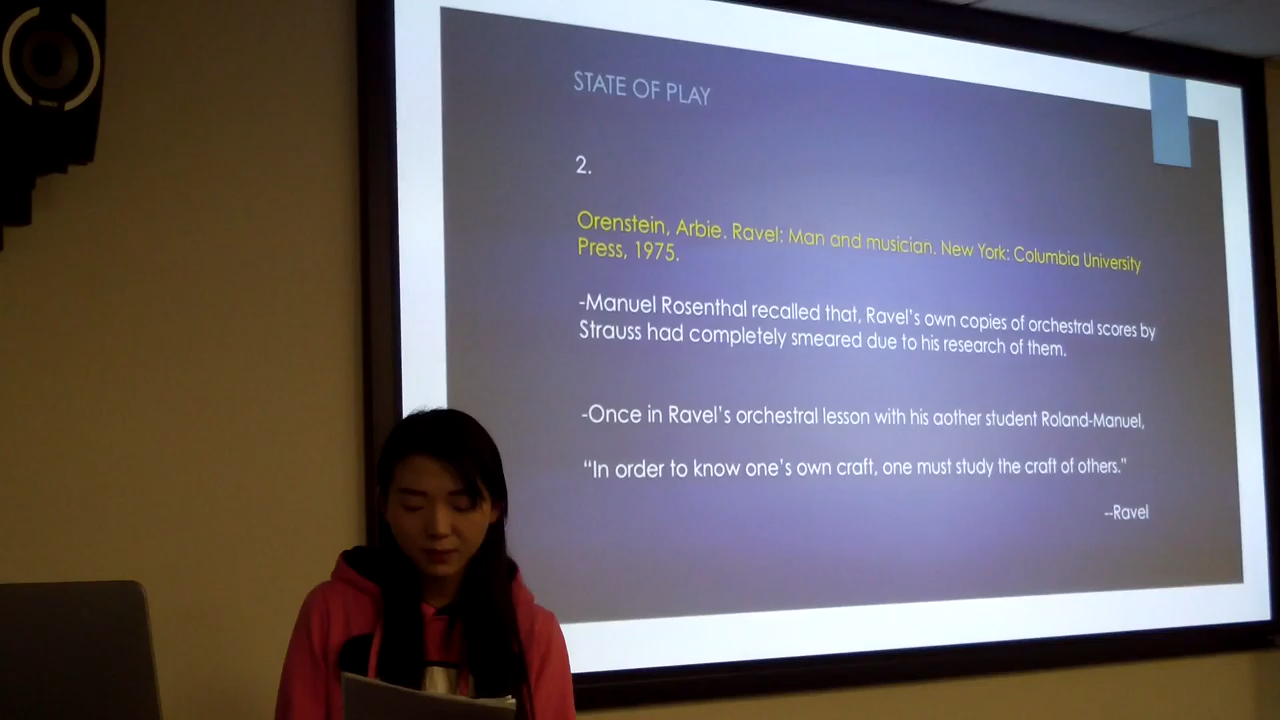 STATE OF PLAY
2.
Orenstein, Arbie. Ravel: Man and musician. New York: Columbia University
Press, 1975.
-Manuel Rosenthal recalled that, Ravel’s own copies of orchestral scores by
Strauss had completely smeared due to his research of them.
-Once in Ravel’s orchestral lesson with his aother student Roland-Manuel,
“In order to know one’s own craft, one must study the craft of others.”
--Ravel